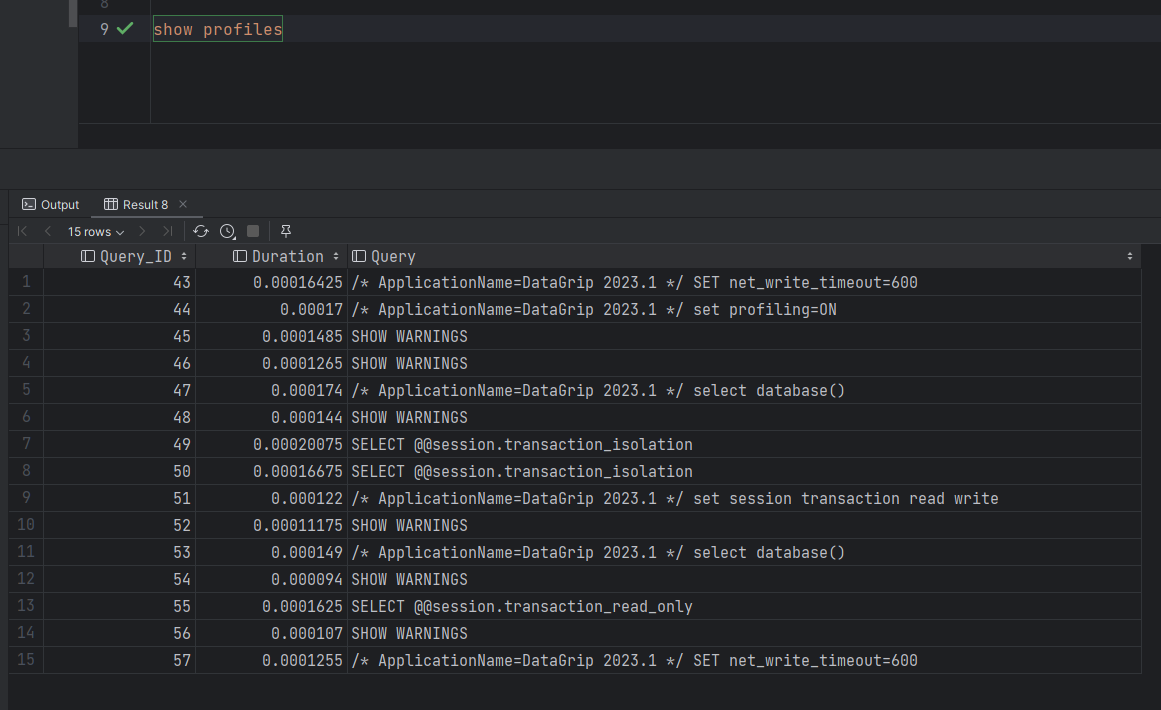 8
9 show profiles
Output Result 8
15 rows
Query_ID Duration Query
1 43 0.00016425 /* ApplicationName=DataGrip 2023.1 */ SET net_write_timeout=600
2 44 0.00017 /* ApplicationName=DataGrip 2023.1 */ set profiling=ON
3 45 0.0001485 SHOW WARNINGS
4 46 0.0001265 SHOW WARNINGS
5 47 0.000174 /* ApplicationName=DataGrip 2023.1 */ select database()
6 48 0.000144 SHOW WARNINGS
7 49 0.00020075 SELECT @@session.transaction_isolation
8 50 0.00016675 SELECT @@session.transaction_isolation
9 51 0.000122 /* ApplicationName=DataGrip 2023.1 */ set session transaction read write
10 52 0.00011175 SHOW WARNINGS
11 53 0.000149 /* ApplicationName=DataGrip 2023.1 */ select database()
12 54 0.000094 SHOW WARNINGS
13 55 0.0001625 SELECT @@session.transaction_read_only
14 56 0.000107 SHOW WARNINGS
15 57 0.0001255 /* ApplicationName=DataGrip 2023.1 */ SET net_write_timeout=600